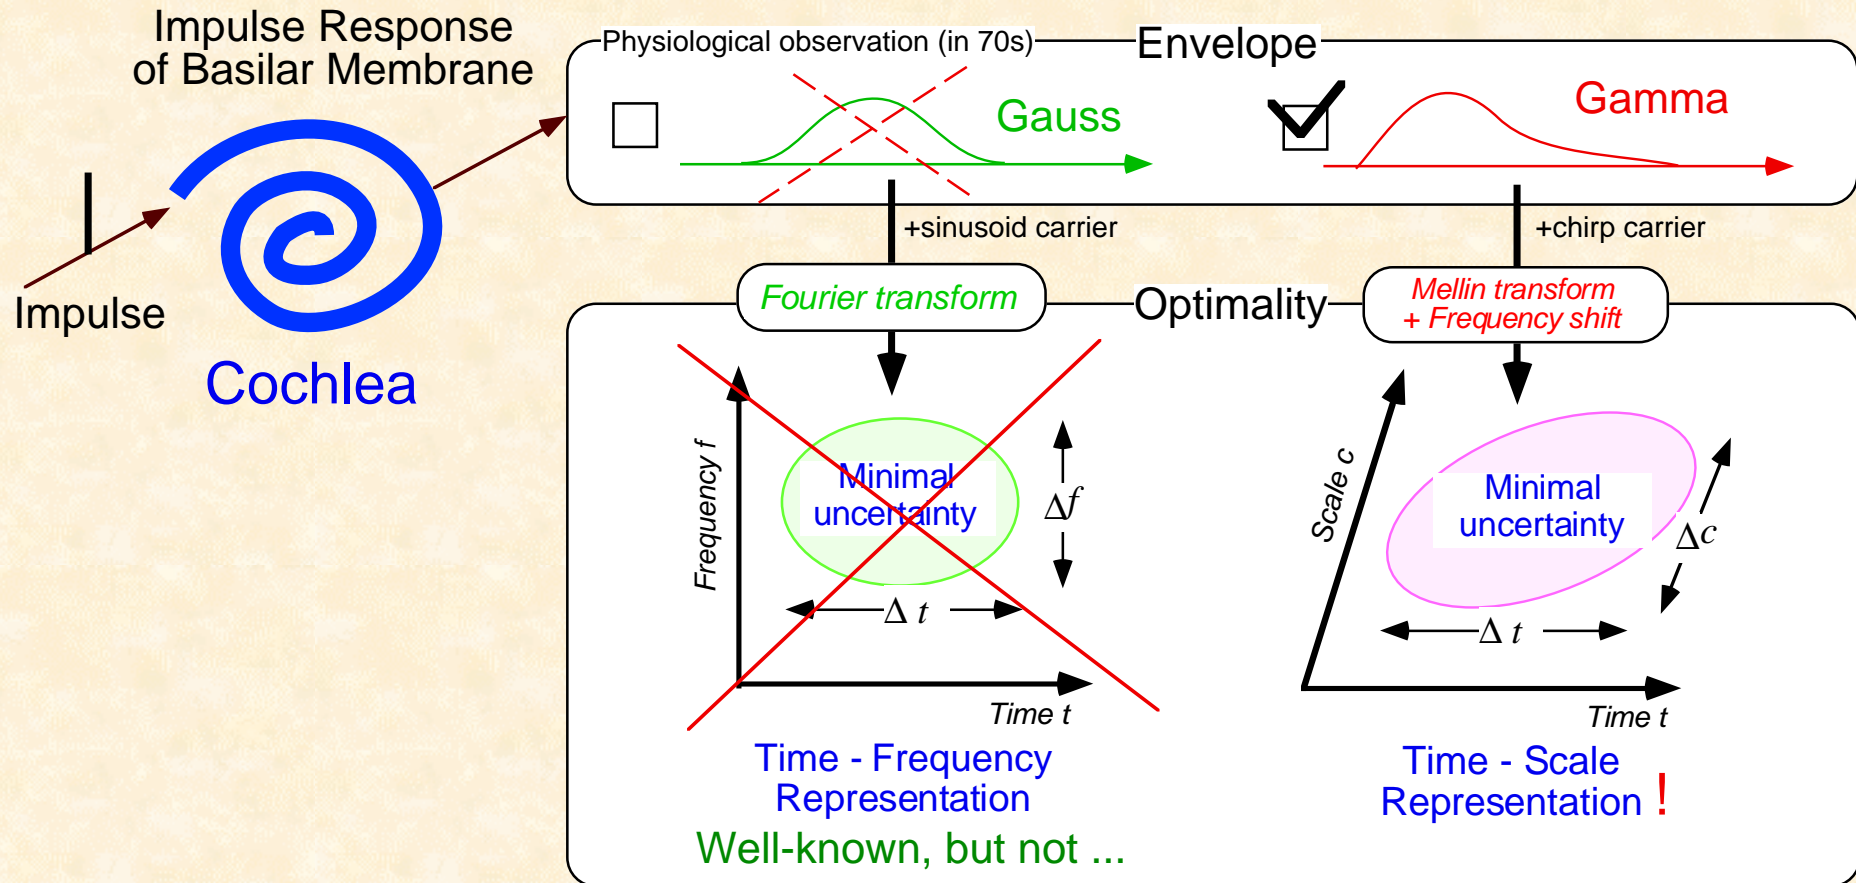 Impulse Response
of Basilar Membrane
Impulse
Cochlea
Physiological observation (in 70s)
Envelope
Gauss
Gamma
+sinusoid carrier
+chirp carrier
Fourier transform
Optimality
Mellin transform
+ Frequency shift
Frequency f
Minimal
uncertainty
Δf
Δ t
Time t
Time - Frequency
Representation
Well-known, but not ...
Scale c
Minimal
uncertainty
Δc
Δ t
Time t
Time - Scale
Representation !